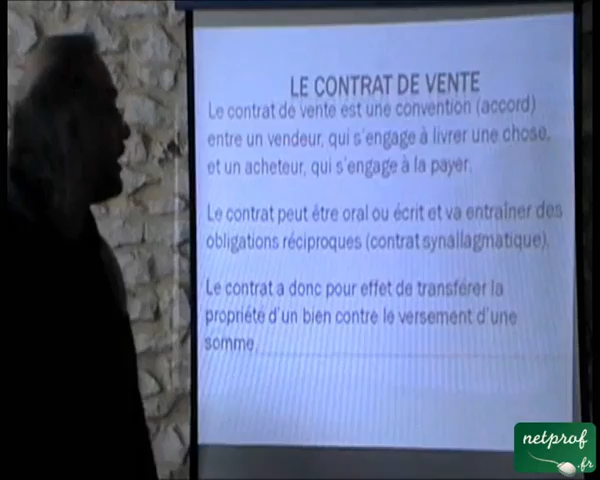 LE CONTRAT DE VENTE
Le contrat de vente est une convention (accord)
entre un vendeur, qui s'engage à livrer une chose,
et un acheteur, qui s'engage à la payer.
Le contrat peut être oral ou écrit et va entraîner des
obligations réciproques (contrat synallagmatique).
Le contrat a donc pour effet de transférer la
propriété d'un bien contre le versement d'une
somme.
netprof
.fr